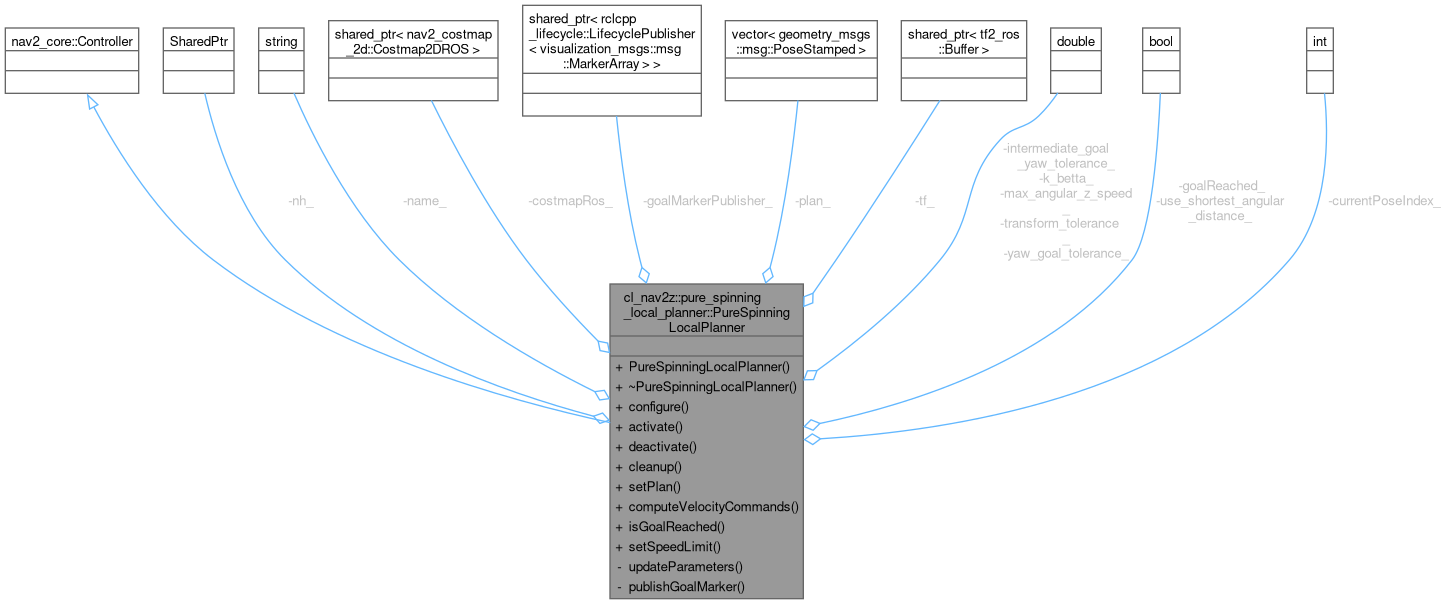 nav2_core::Controller
SharedPtr
string
shared_ptr< nav2_costmap
_2d::Costmap2DROS >
shared_ptr< rclcpp
_lifecycle::LifecyclePublisher
< visualization_msgs::msg
::MarkerArray > >
vector< geometry_msgs
::msg::PoseStamped >
shared_ptr< tf2_ros
::Buffer >
double
bool
int
-nh_
-name_
-costmapRos_
-goalMarkerPublisher_
-plan_
-tf_
-intermediate_goal
_yaw_tolerance_
-k_betta_
-max_angular_z_speed
_
-transform_tolerance
_
-yaw_goal_tolerance_
-goalReached_
-use_shortest_angular
_distance_
-currentPoseIndex_
cl_nav2z::pure_spinning
_local_planner::PureSpinning
LocalPlanner
+ PureSpinningLocalPlanner()
+ ~PureSpinningLocalPlanner()
+ configure()
+ activate()
+ deactivate()
+ cleanup()
+ setPlan()
+ computeVelocityCommands()
+ isGoalReached()
+ setSpeedLimit()
- updateParameters()
- publishGoalMarker()